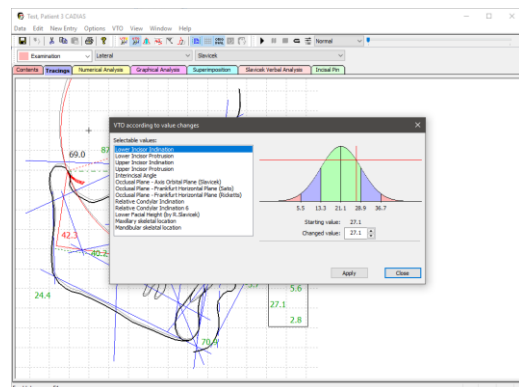 Test, Patient 3 CADIAS
Data Edit New Entry Options VTO View Window Help
Normal
Examination Lateral Slavicek
Contents Tracings Numerical Analysis Graphical Analysis Superimposition Slavicek Verbal Analysis Incisal Pin
VTO according to value changes
Selectable values:
Lower Incisor Inclination
Lower Incisor Protrusion
Upper Incisor Inclination
Upper Incisor Protrusion
Interincisal Angle
Occlusal Plane - Axis Orbital Plane (Slavicek)
Occlusal Plane - Frankfurt Horizontal Plane (Sato)
Occlusal Plane - Frankfurt Horizontal Plane (Ricketts)
Relative Condylar Inclination
Relative Condylar Inclination 6
Lower Facial Height (by R.Slavicek)
Maxillary skeletal location
Mandibular skeletal location
5.5 13.3 21.1 28.9 36.7
Starting value: 27.1
Changed value: 27.1
Apply Close
69.0
42.3
40.2
24.4
5.6
27.1
2.8